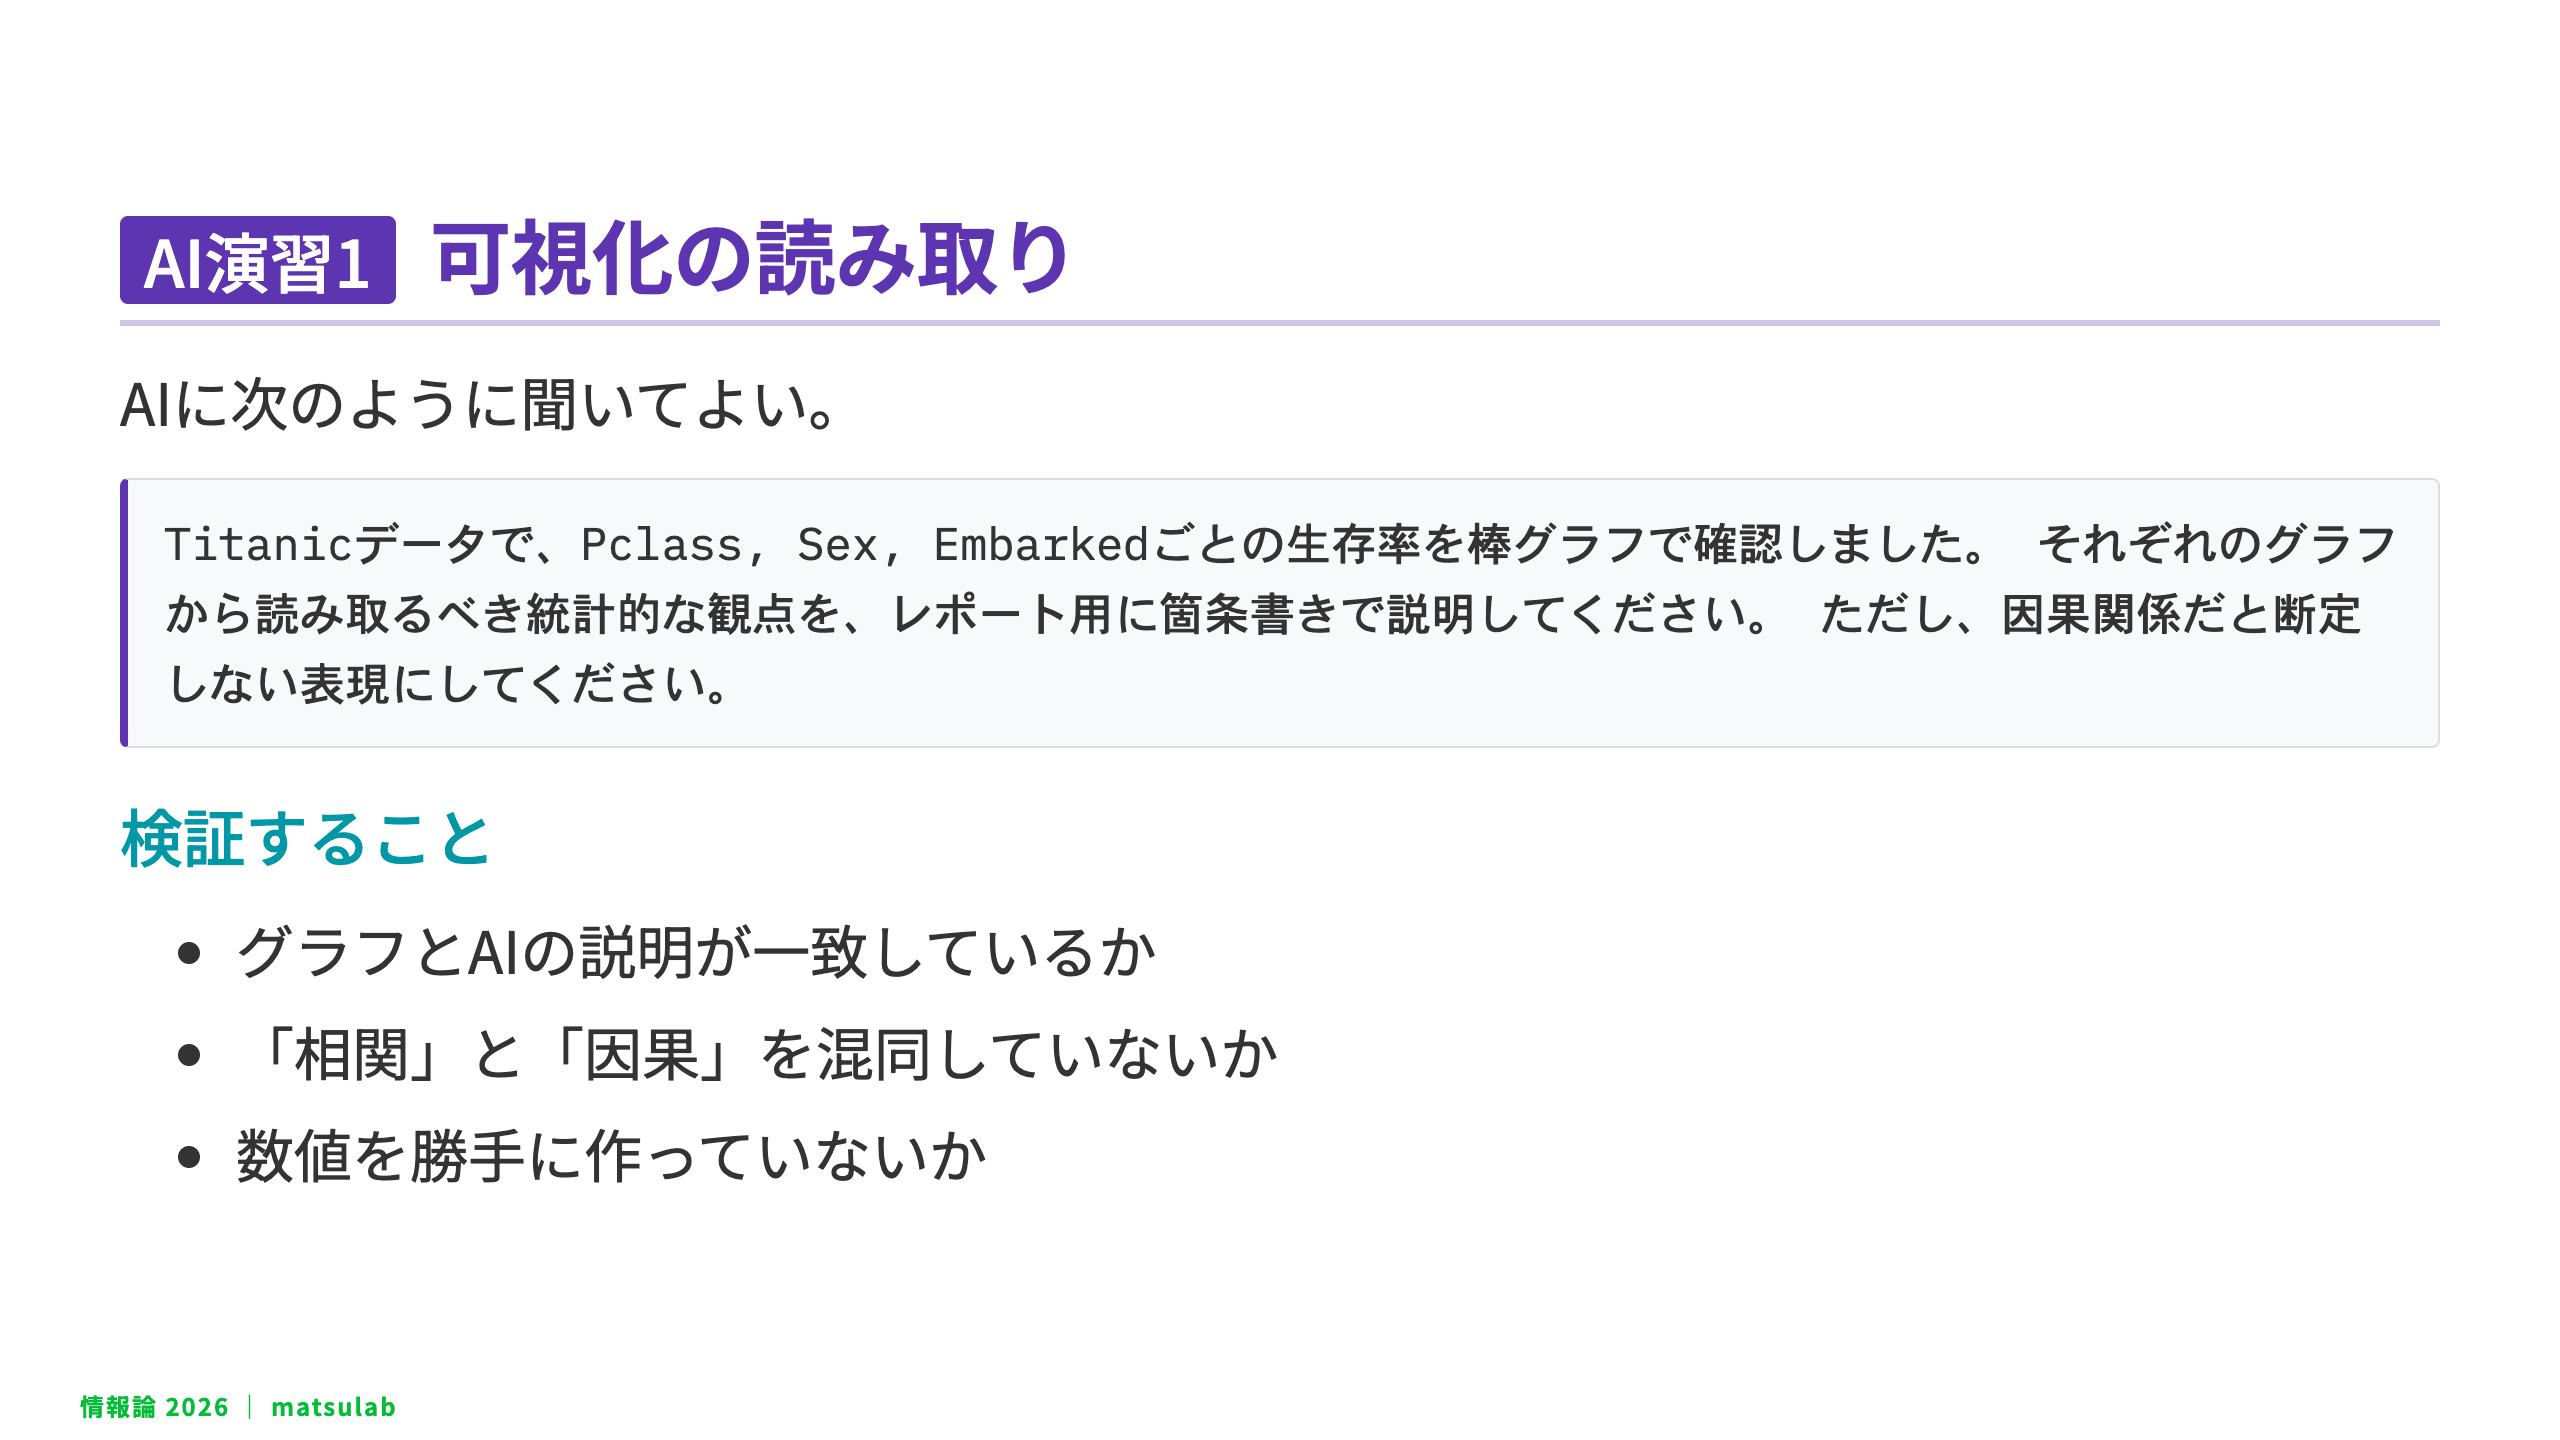 AI演習1 可視化の読み取り
AIに次のように聞いてよい。
Titanicデータで、Pclass, Sex, Embarkedごとの生存率を棒グラフで確認しました。 それぞれのグラフ
から読み取るべき統計的な観点を、レポート用に箇条書きで説明してください。 ただし、因果関係だと断定
しない表現にしてください。
検証すること
• グラフとAIの説明が一致しているか
• 「相関」と「因果」を混同していないか
• 数値を勝手に作っていないか
情報論 2026 ｜ matsulab